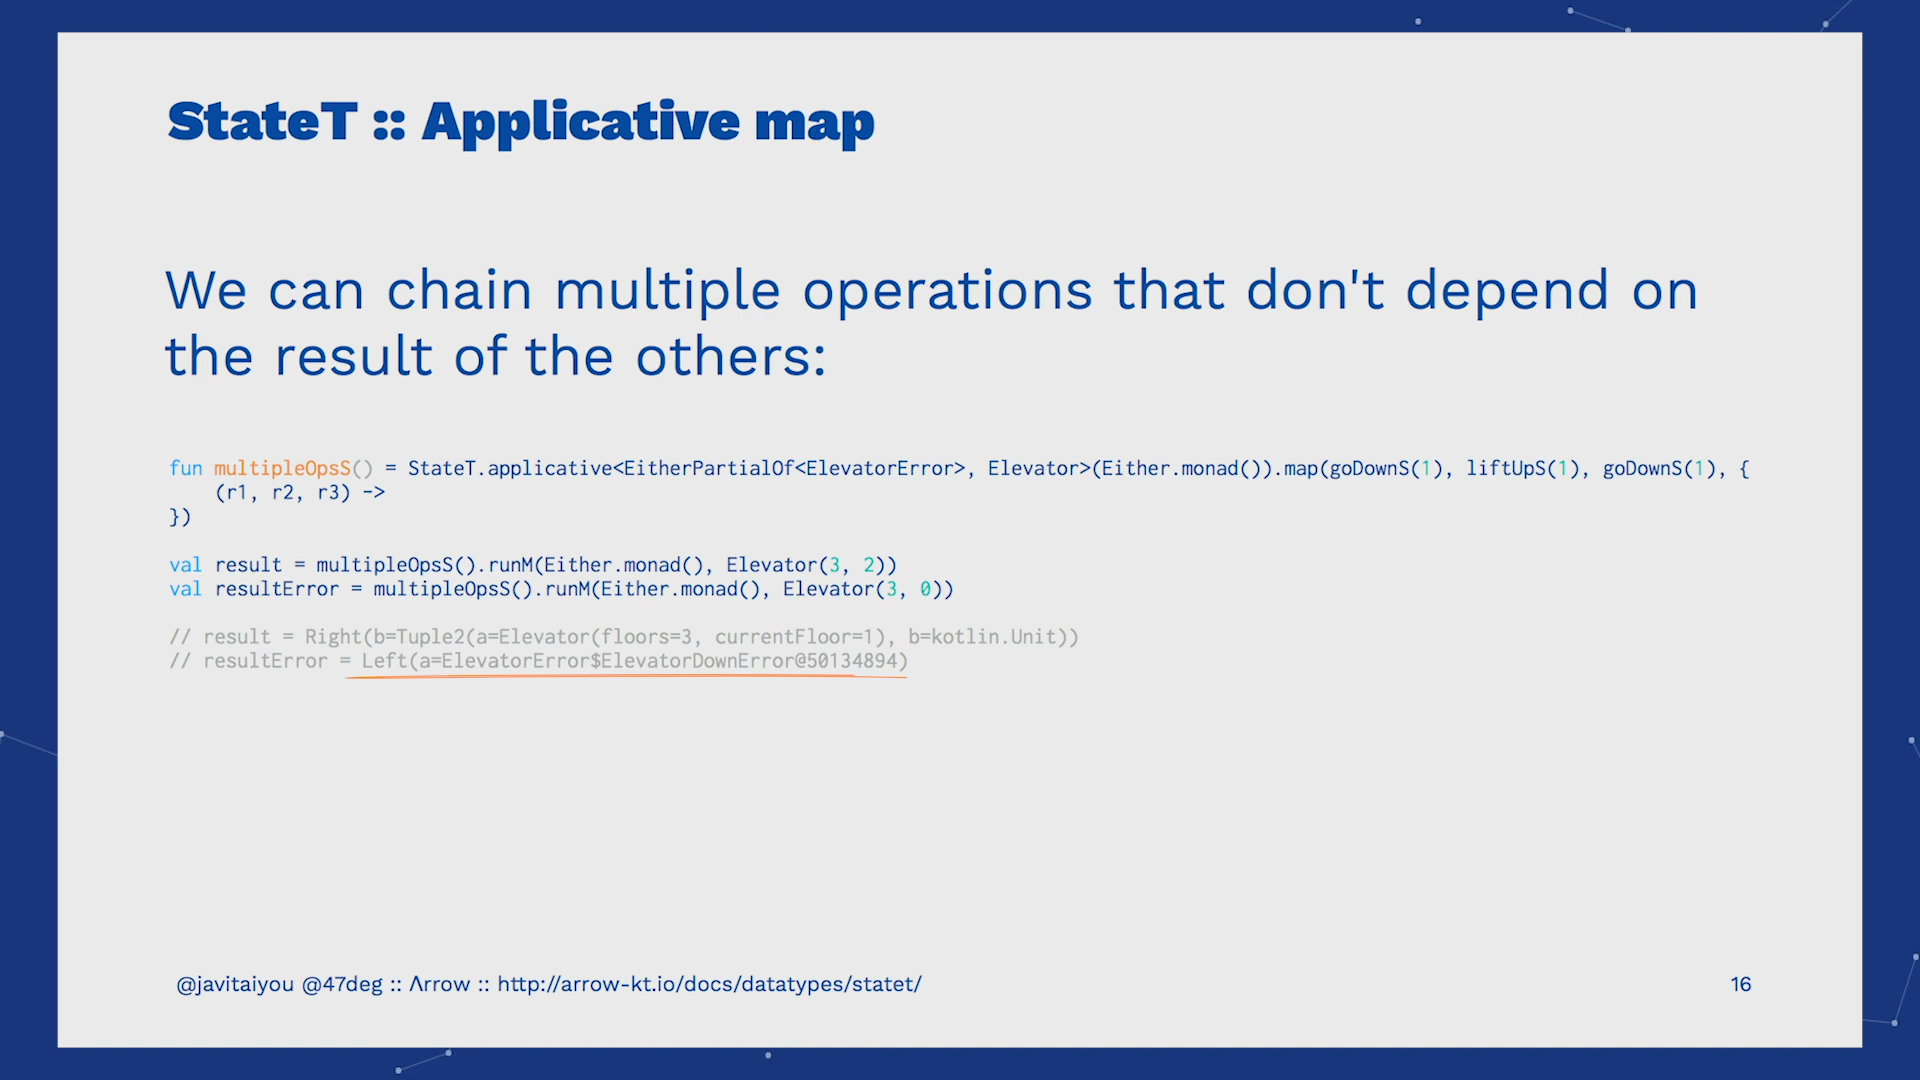 StateT :: Applicative map
We can chain multiple operations that don't depend on
the result of the others:
fun multipleOpsS() = StateT.applicative<EitherPartialOf<ElevatorError>, Elevator>(Either.monad()).map(goDownS(1), liftUpS(1), goDownS(1), {
    (r1, r2, r3) ->
})
val result = multipleOpsS().runM(Either.monad(), Elevator(3, 2))
val resultError = multipleOpsS().runM(Either.monad(), Elevator(3, 0))
// result = Right(b=Tuple2(a=Elevator(floors=3, currentFloor=1), b=kotlin.Unit))
// resultError = Left(a=ElevatorError$ElevatorDownError@50134894)
@javitaiyou @47deg :: Λrrow :: http://arrow-kt.io/docs/datatypes/statet/
16